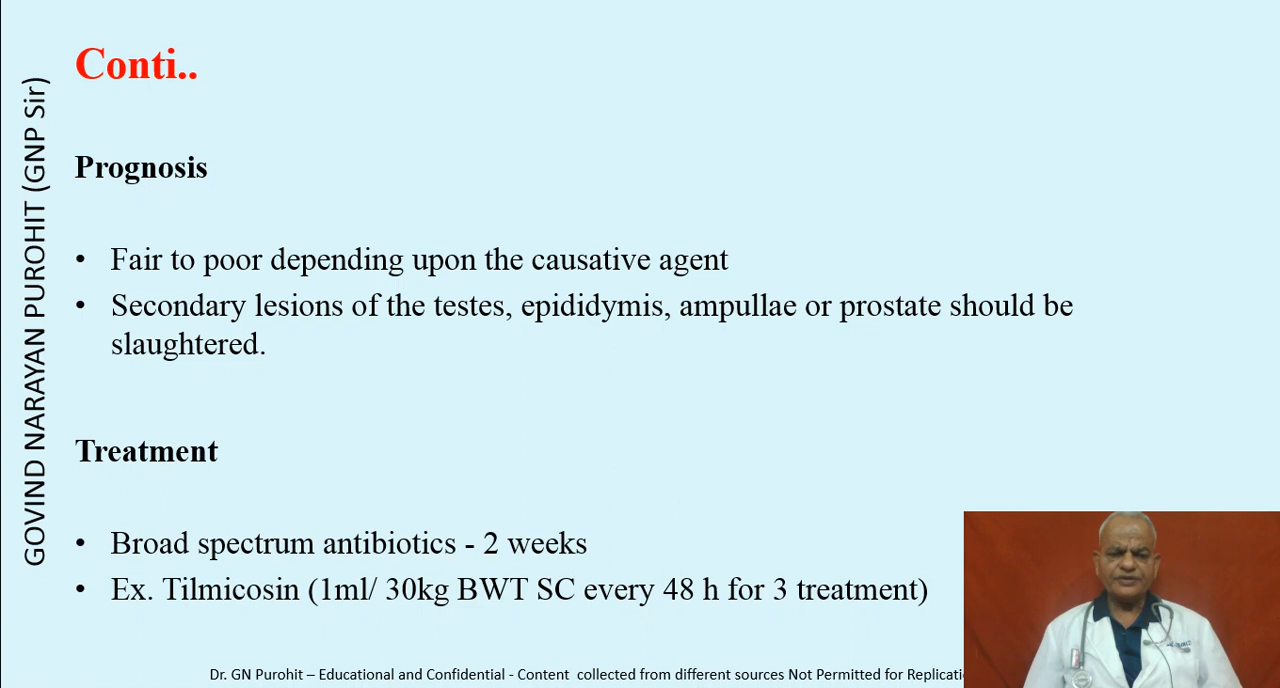 Conti..
GOVIND NARAYAN PUROHIT (GNP Sir)
Prognosis
• Fair to poor depending upon the causative agent
• Secondary lesions of the testes, epididymis, ampullae or prostate should be
slaughtered.
Treatment
• Broad spectrum antibiotics - 2 weeks
• Ex. Tilmicosin (1ml/ 30kg BWT SC every 48 h for 3 treatment)
Dr. GN Purohit – Educational and Confidential - Content collected from different sources Not Permitted for